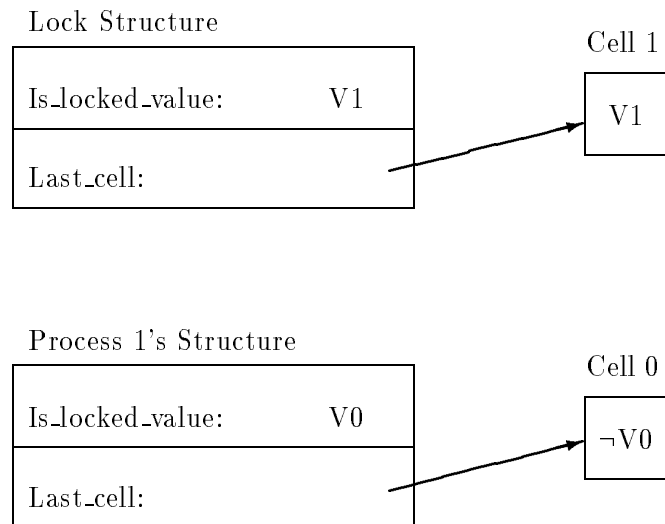 Lock Structure
Cell 1
Is_locked_value: V1
V1
Last_cell:
Process 1's Structure
Cell 0
Is_locked_value: V0
¬V0
Last_cell: